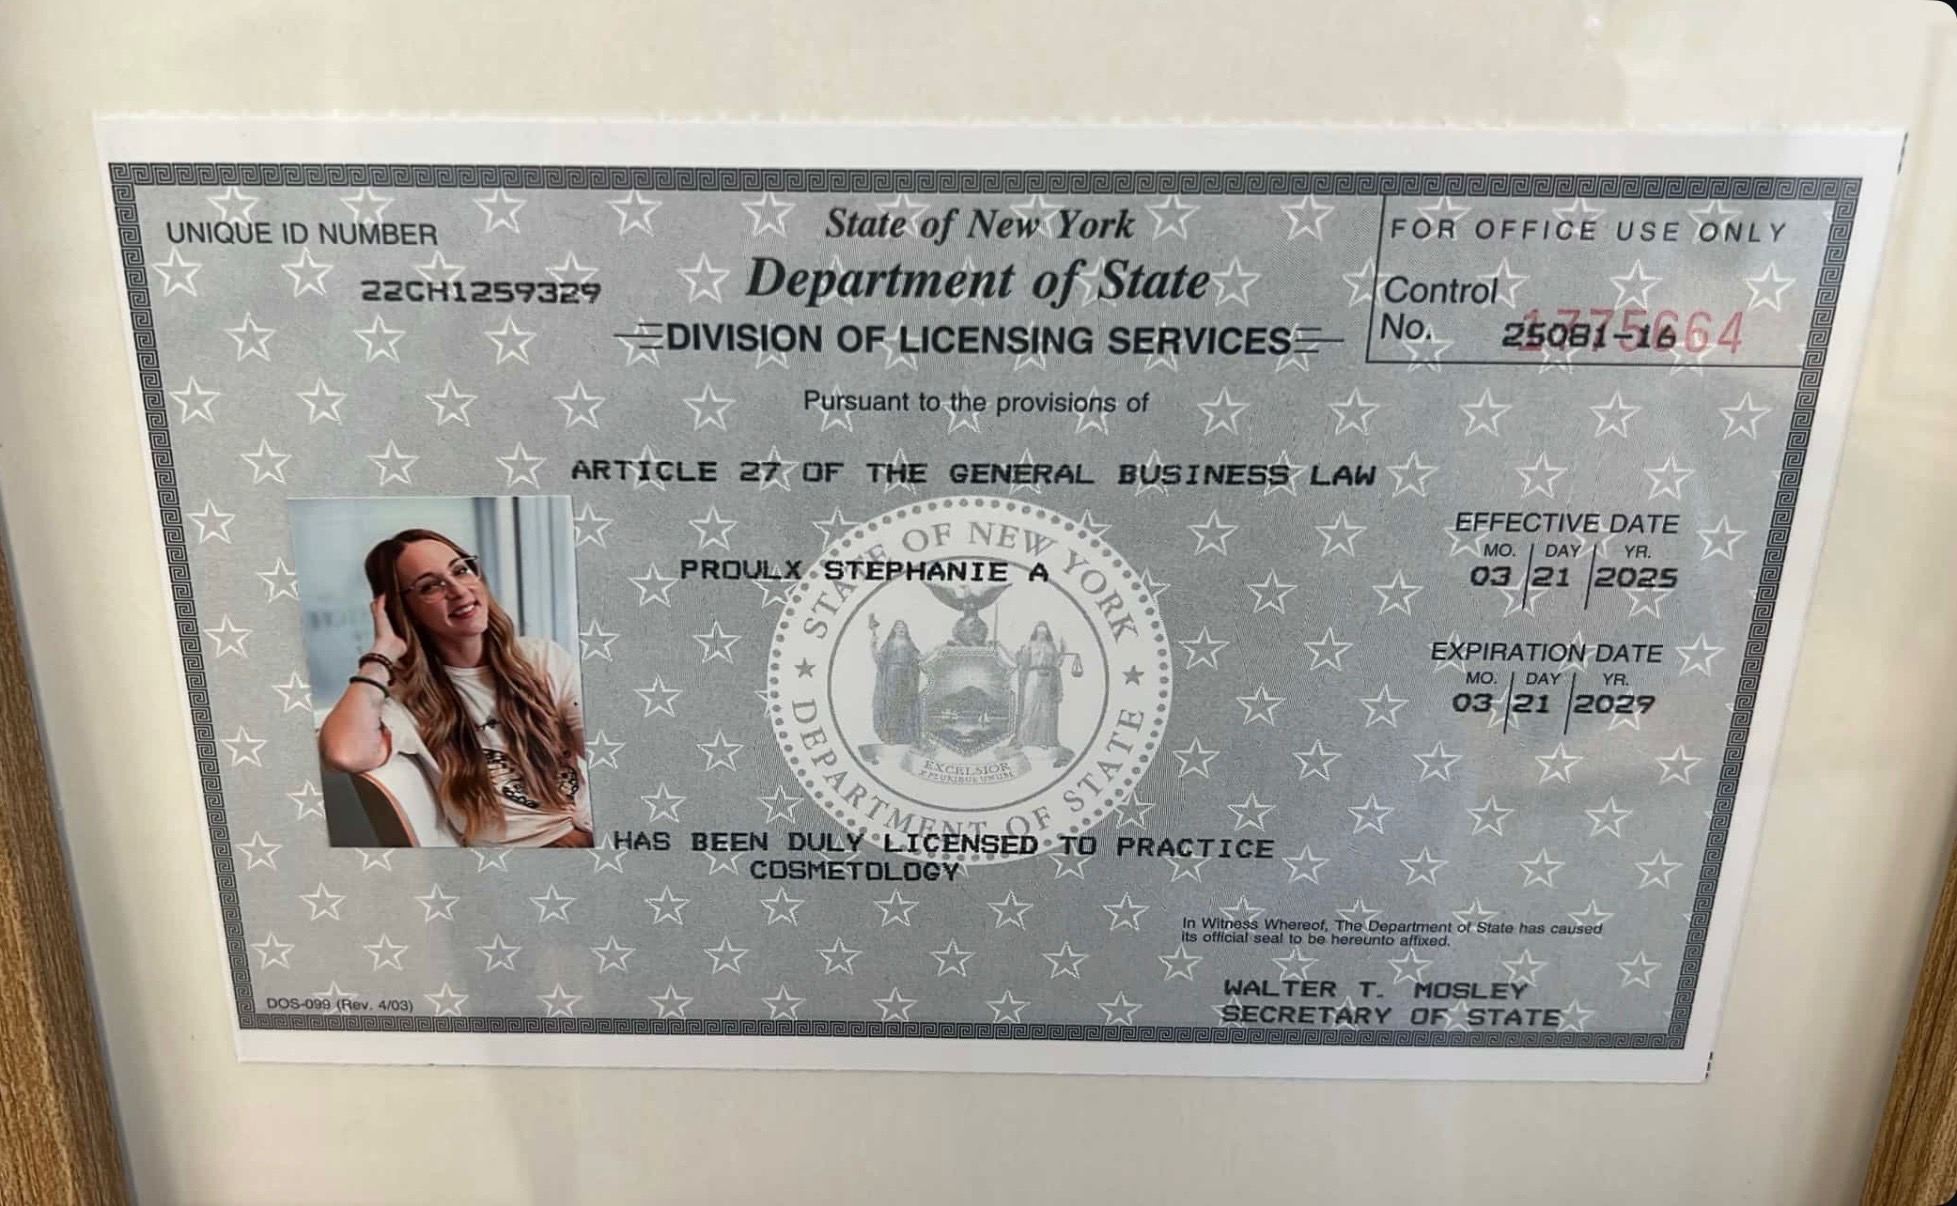 UNIQUE ID NUMBER
22CH1259329
State of New York
Department of State
DIVISION OF LICENSING SERVICES
FOR OFFICE USE ONLY
Control
No. 25081-16
1775664
Pursuant to the provisions of
ARTICLE 27 OF THE GENERAL BUSINESS LAW
PROULX STEPHANIE A
EFFECTIVE DATE
MO. DAY YR.
03 21 2025
EXPIRATION DATE
MO. DAY YR.
03 21 2029
STATE OF NEW YORK
DEPARTMENT OF STATE
EXCELSIOR
E PLURIBUS UNUM
HAS BEEN DULY LICENSED TO PRACTICE
COSMETOLOGY
In Witness Whereof, The Department of State has caused
its official seal to be hereunto affixed.
WALTER T. MOSLEY
SECRETARY OF STATE
DOS-099 (Rev. 4/03)